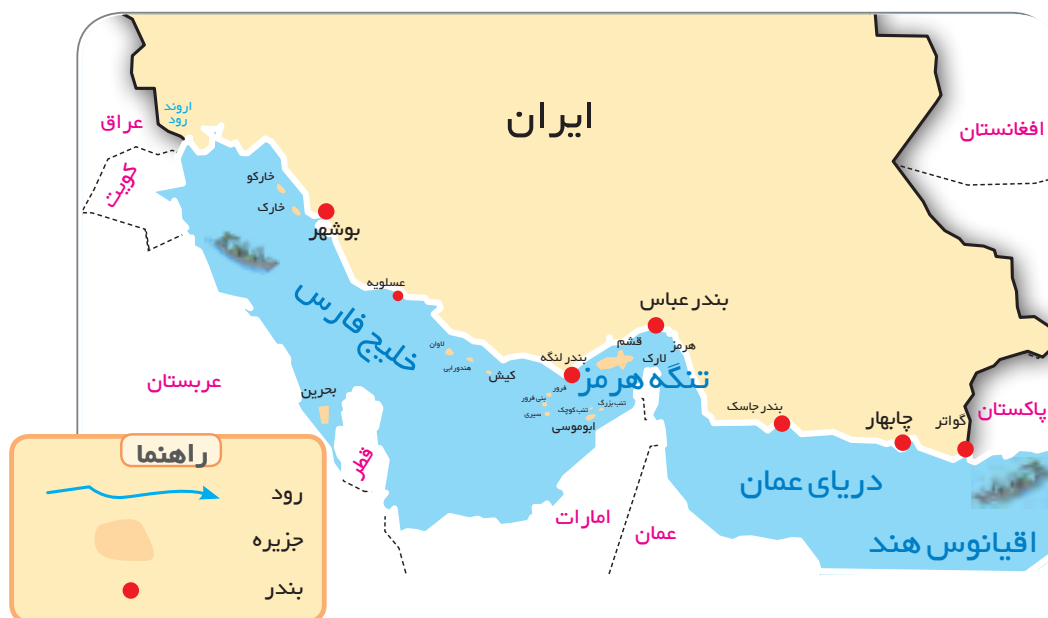 ایران
افغانستان
عراق
اروند
رود
کویت
خارکو
خارک
بوشهر
عسلویه
خلیج فارس
بندر عباس
هرمز
قشم
لارک
بندر لنگه
تنگه هرمز
لاوان
هندورابی
کیش
فرور
بنی فرور
سیری
تنب بزرگ
تنب کوچک
ابوموسی
بندر جاسک
چابهار
گواتر
پاکستان
عربستان
بحرین
قطر
امارات
عمان
دریای عمان
اقیانوس هند
راهنما
رود
جزیره
بندر